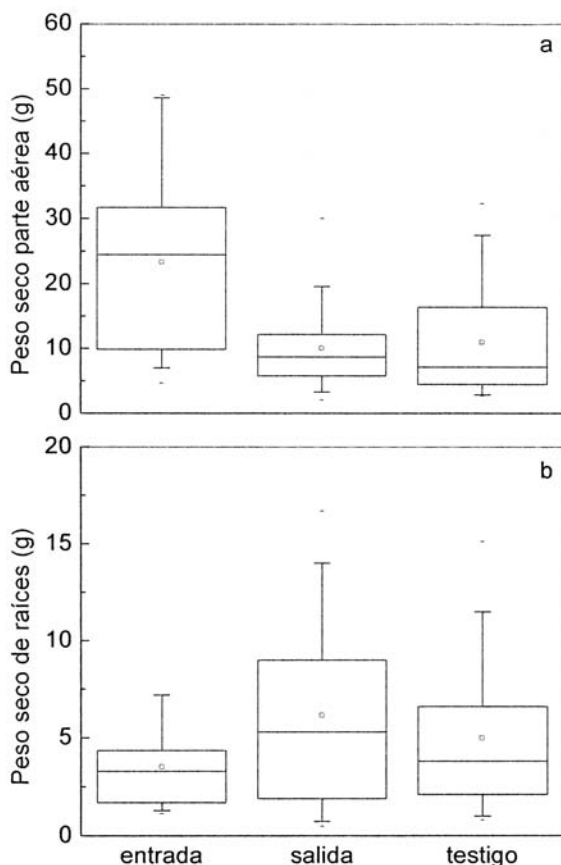 60
50
40
30
20
10
0
Peso seco parte aérea (g)
a
20
15
10
5
0
Peso seco de raíces (g)
b
entrada salida testigo